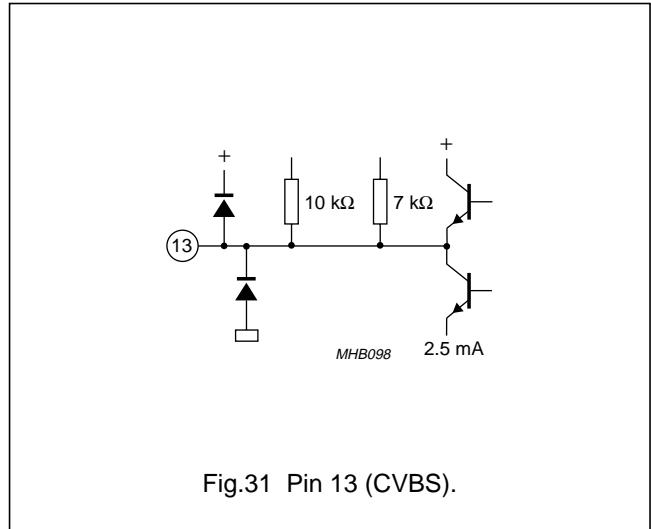 + +
10 kΩ 7 kΩ
13
MHB098 2.5 mA
Fig.31 Pin 13 (CVBS).